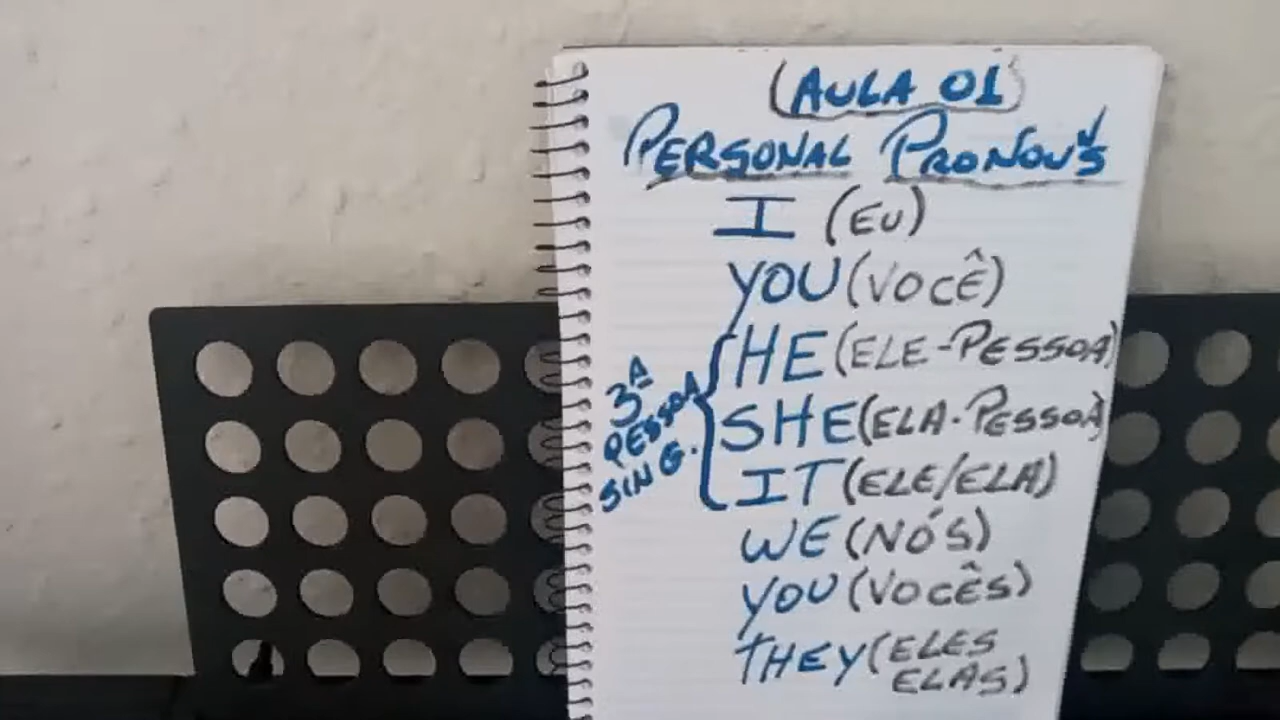 (AULA 01)
PERSONAL PRONOUS
I (EU)
YOU (VOCÊ)
HE (ELE-PESSOA)
SHE (ELA-PESSOA)
IT (ELE/ELA)
3ª
PESSOA
SING.
WE (NÓS)
YOU (VOCÊS)
THEY (ELES
ELAS)